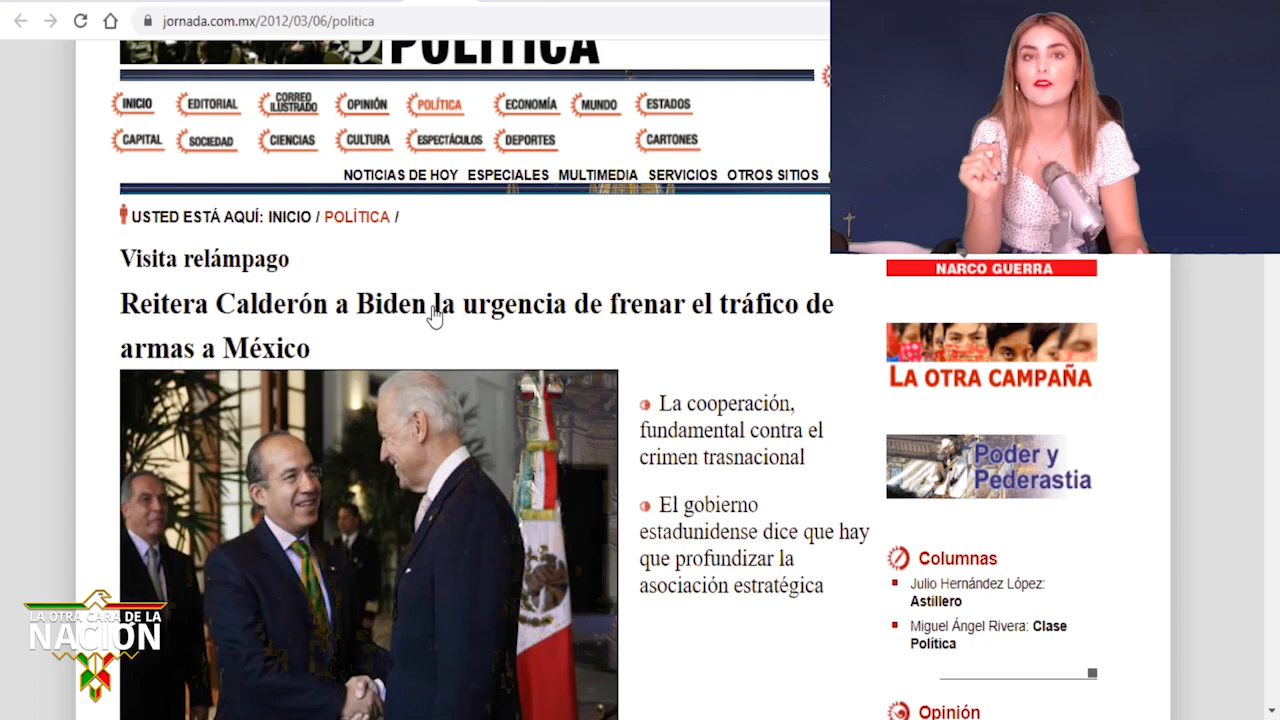 jornada.com.mx/2012/03/06/politica
POLÍTICA
INICIO EDITORIAL CORREO ILUSTRADO OPINIÓN POLÍTICA ECONOMÍA MUNDO ESTADOS
CAPITAL SOCIEDAD CIENCIAS CULTURA ESPECTÁCULOS DEPORTES CARTONES
NOTICIAS DE HOY ESPECIALES MULTIMEDIA SERVICIOS OTROS SITIOS
USTED ESTÁ AQUÍ: INICIO / POLÍTICA /
Visita relámpago
Reitera Calderón a Biden la urgencia de frenar el tráfico de
armas a México
La cooperación,
fundamental contra el
crimen trasnacional
El gobierno
estadunidense dice que hay
que profundizar la
asociación estratégica
NARCO GUERRA
LA OTRA CAMPAÑA
Poder y
Pederastia
Columnas
Julio Hernández López:
Astillero
Miguel Ángel Rivera: Clase
Política
Opinión
LA OTRA CARA DE LA
NACIÓN